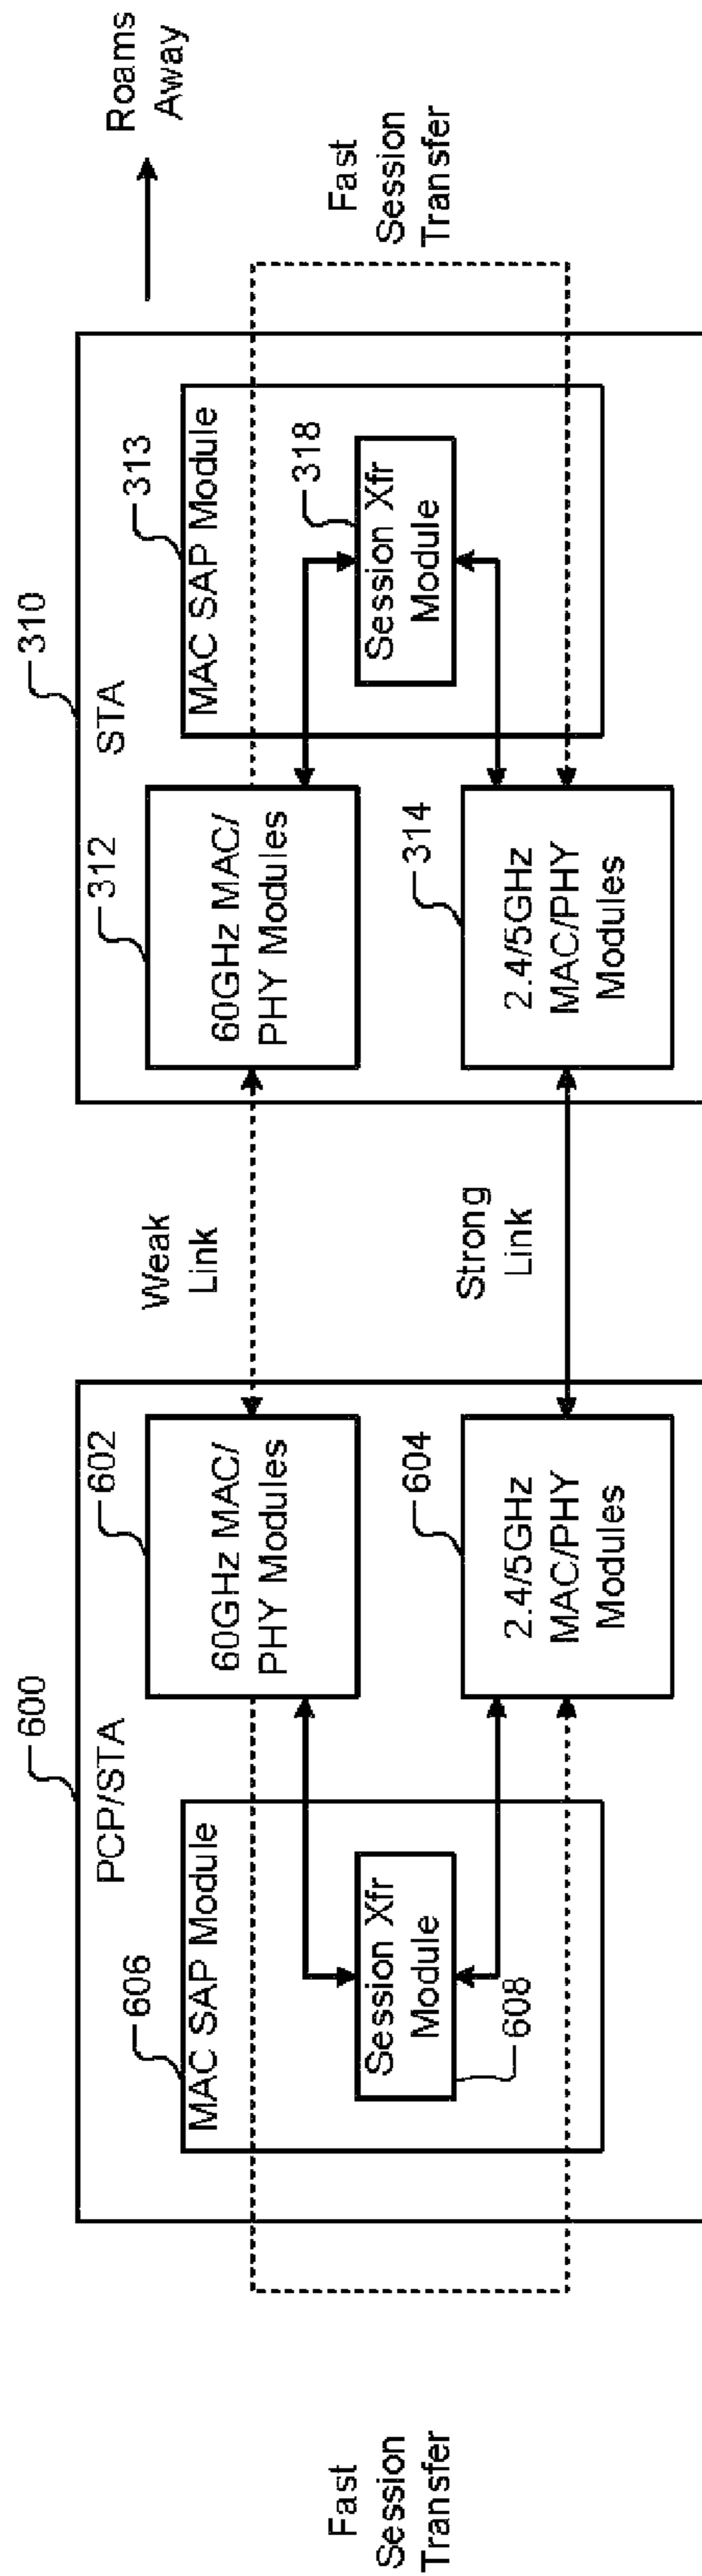 Fast
Session
Transfer
600
PCP/STA
606
MAC SAP Module
Session Xfr
Module
608
602
60GHz MAC/
PHY Modules
604
2.4/5GHz
MAC/PHY
Modules
Weak
Link
Strong
Link
310
STA
312
60GHz MAC/
PHY Modules
314
2.4/5GHz
MAC/PHY
Modules
313
MAC SAP Module
318
Session Xfr
Module
Fast
Session
Transfer
Roams
Away